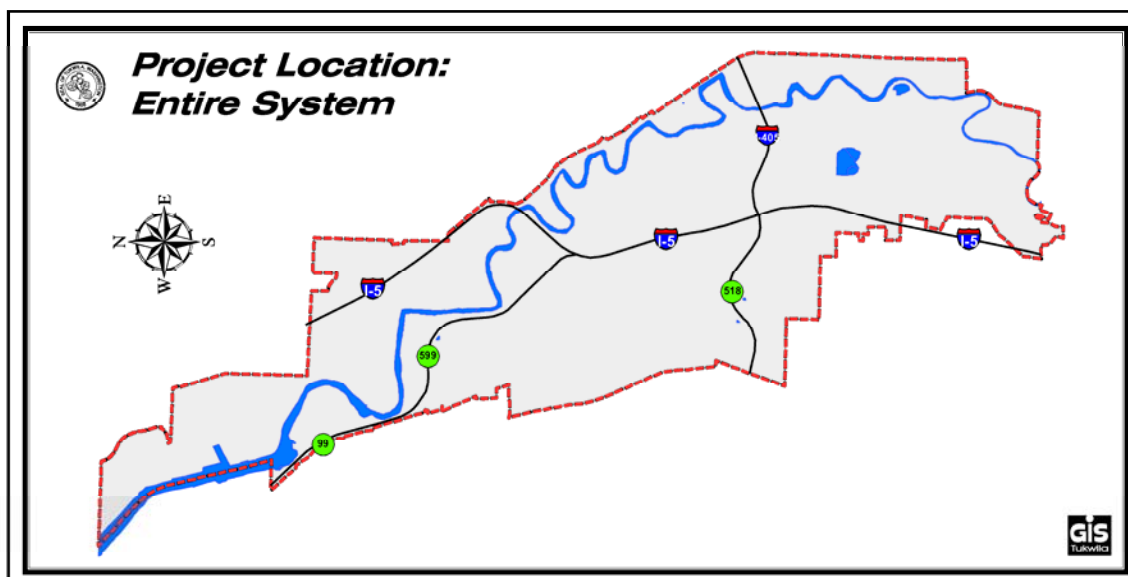 Project Location:
Entire System
I-405
E
N
S
W
I-5
I-5
I-5
518
599
99
GIS
Tukwila